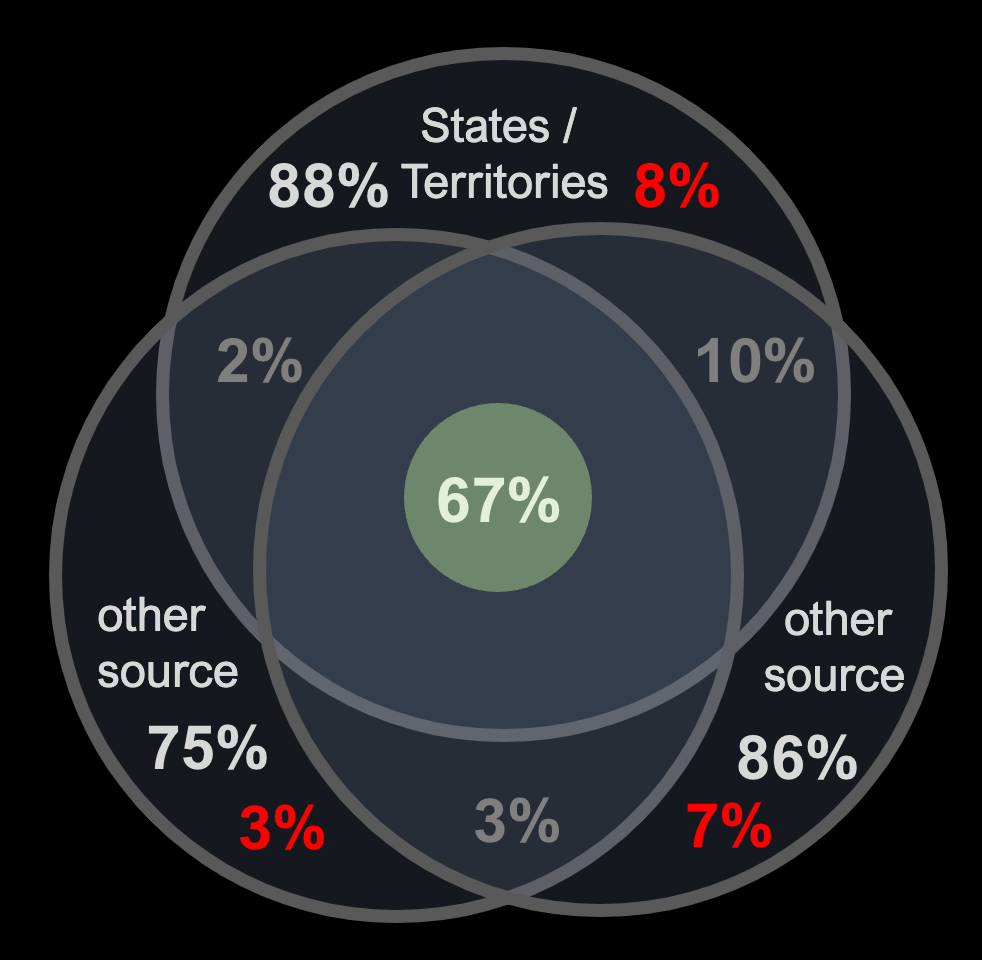 States /
88% Territories 8%
2%
10%
67%
other
source
75%
3%
other
source
86%
7%
3%